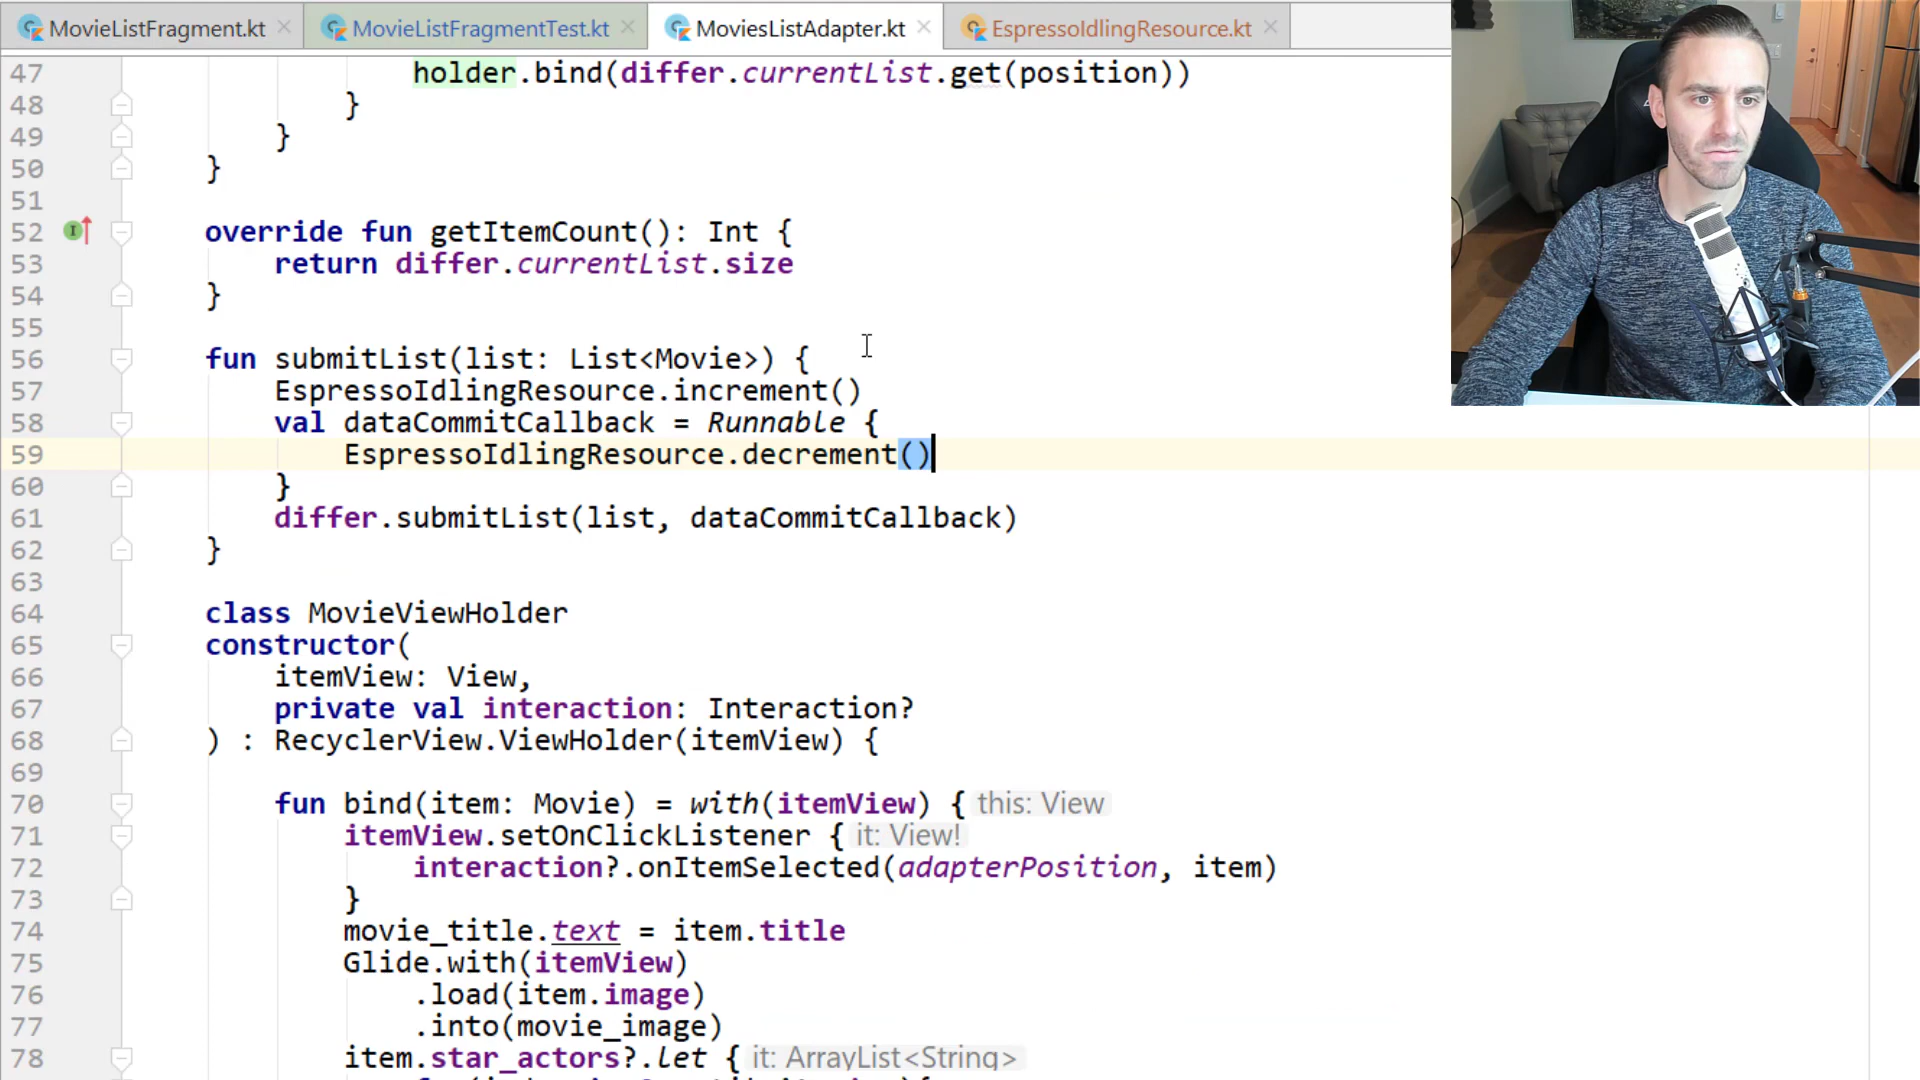 MovieListFragment.kt
MovieListFragmentTest.kt
MoviesListAdapter.kt
EspressoIdlingResource.kt
47 holder.bind(differ.currentList.get(position))
48 }
49 }
50 }
51
52 override fun getItemCount(): Int {
53 return differ.currentList.size
54 }
55
56 fun submitList(list: List<Movie>) {
57 EspressoIdlingResource.increment()
58 val dataCommitCallback = Runnable {
59 EspressoIdlingResource.decrement()
60 }
61 differ.submitList(list, dataCommitCallback)
62 }
63
64 class MovieViewHolder
65 constructor(
66 itemView: View,
67 private val interaction: Interaction?
68 ) : RecyclerView.ViewHolder(itemView) {
69
70 fun bind(item: Movie) = with(itemView) { this: View
71 itemView.setOnClickListener { it: View!
72 interaction?.onItemSelected(adapterPosition, item)
73 }
74 movie_title.text = item.title
75 Glide.with(itemView)
76 .load(item.image)
77 .into(movie_image)
78 item.star_actors?.let { it: ArrayList<String>